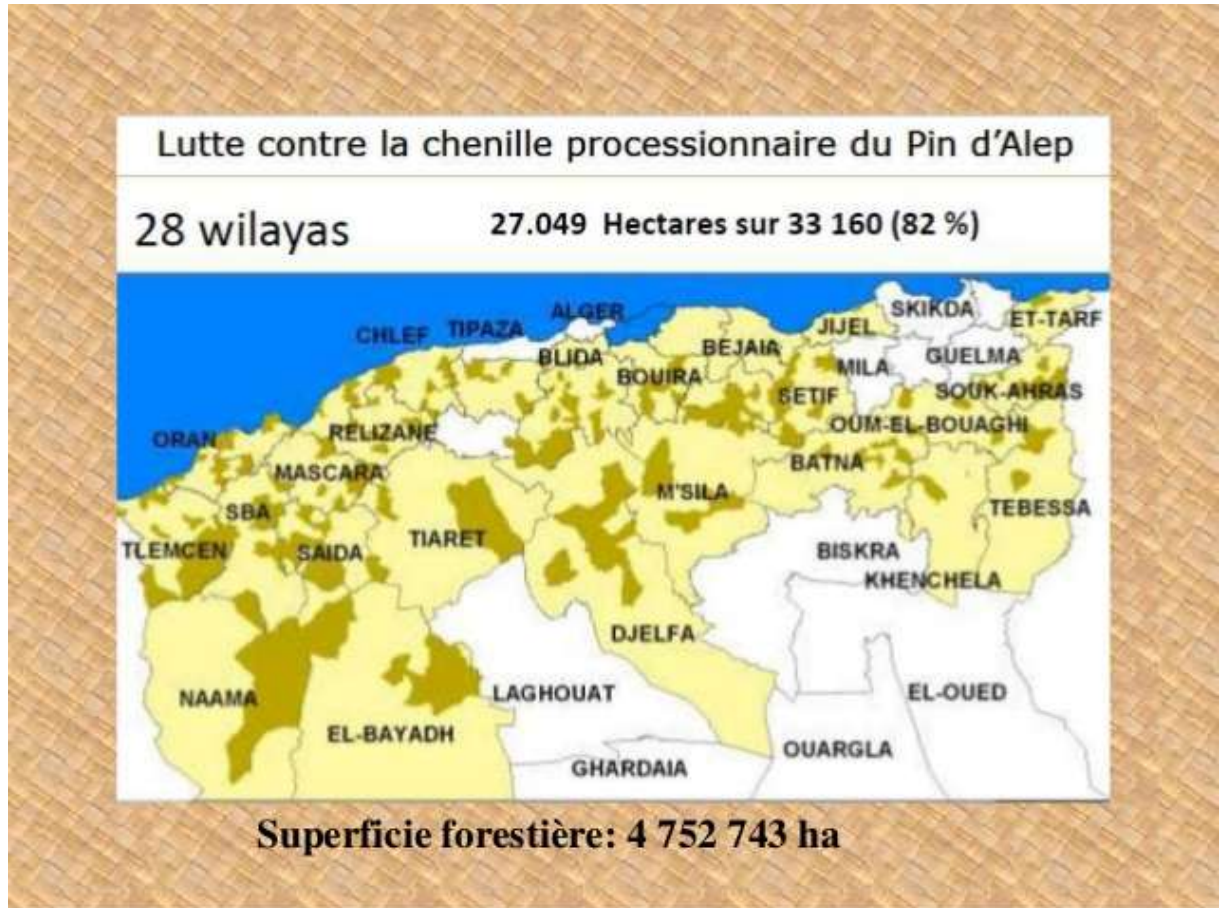 Lutte contre la chenille processionnaire du Pin d'Alep
28 wilayas
27.049 Hectares sur 33 160 (82 %)
ALGER
SKIKDA
CHLEF
TIPAZA
JIJEL
ET-TARF
BLIDA
BEJAIA
MILA
GUELMA
BOUIRA
SETIF
SOUK-AHRAS
ORAN
RELIZANE
OUM-EL-BOUAGHI
MASCARA
BATNA
M'SILA
SBA
TEBESSA
TLEMCEN
SAIDA
TIARET
BISKRA
KHENCHELA
DJELFA
NAAMA
LAGHOUAT
EL-OUED
EL-BAYADH
OUARGLA
GHARDAIA
Superficie forestière: 4 752 743 ha